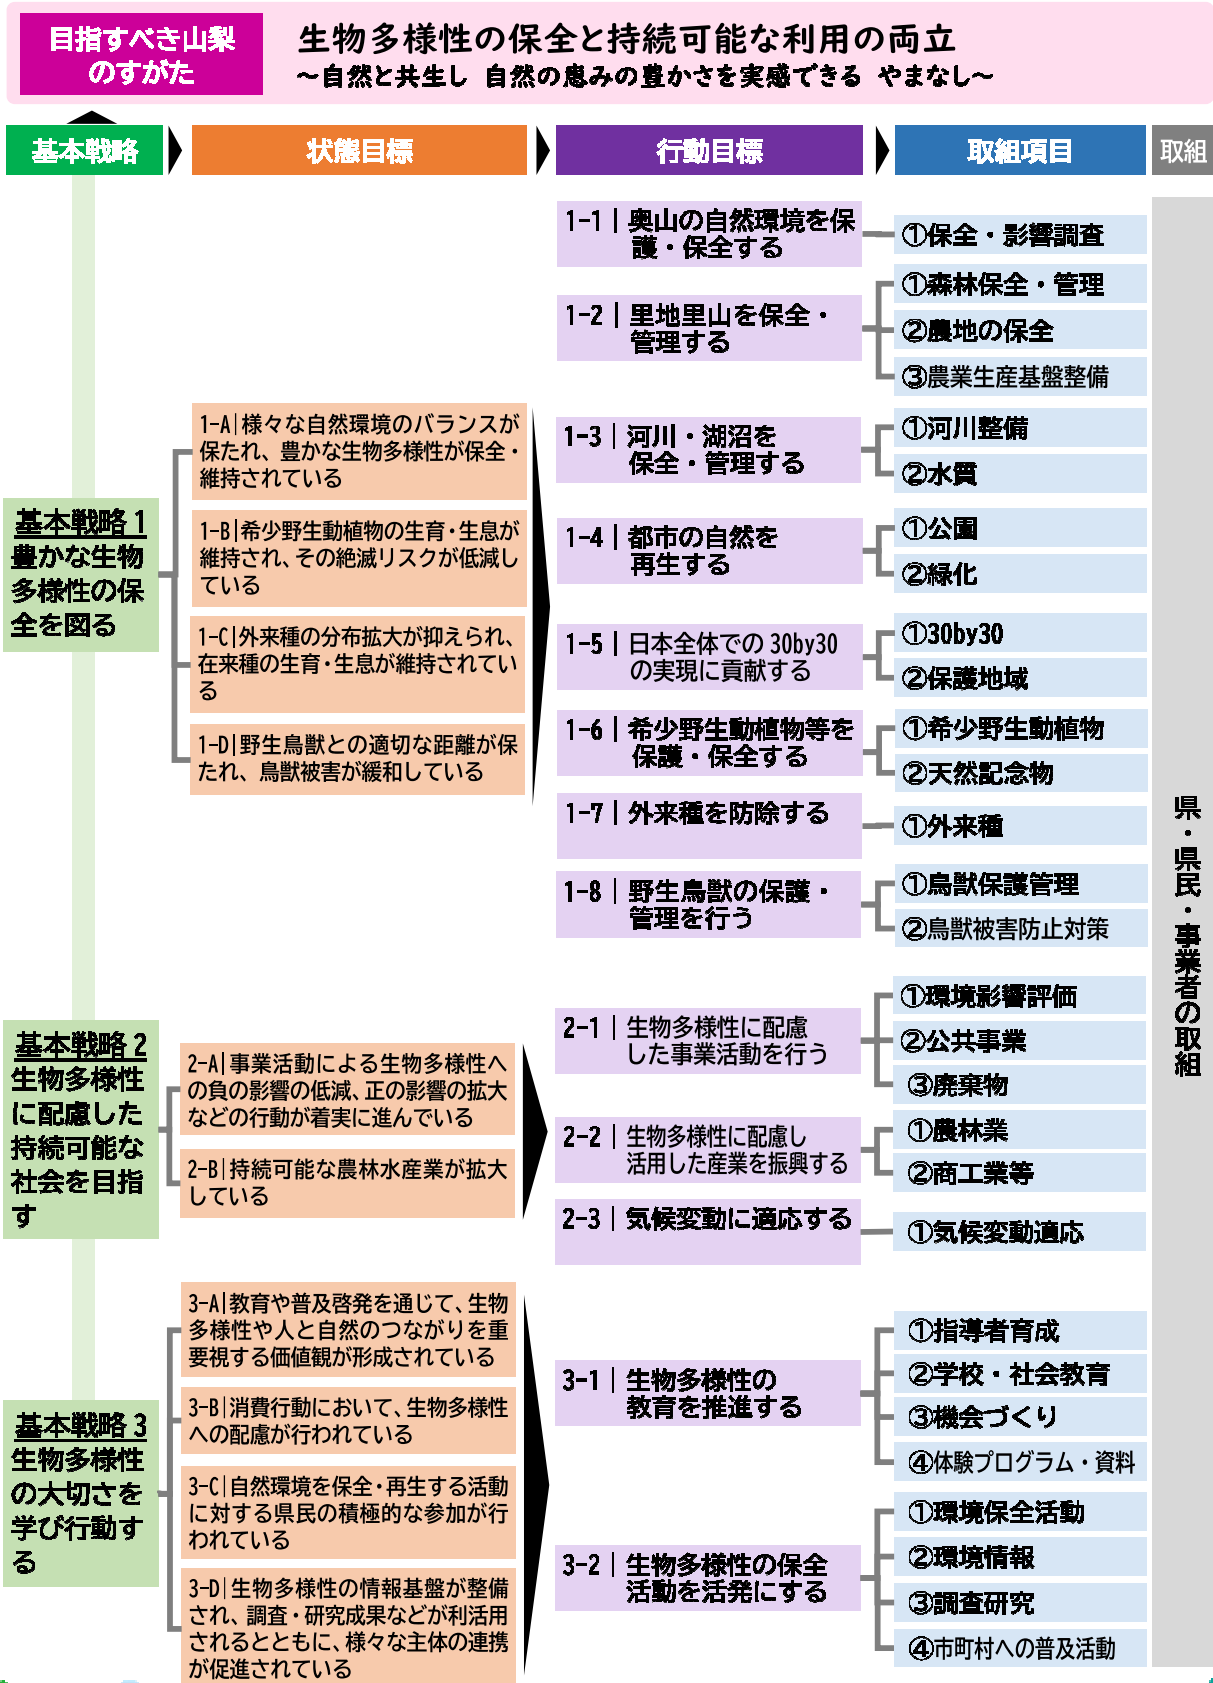 目指すべき山梨
のすがた
生物多様性の保全と持続可能な利用の両立
～自然と共生し 自然の恵みの豊かさを実感できる やまなし～
基本戦略
状態目標
行動目標
取組項目
取組
基本戦略1
豊かな生物
多様性の保
全を図る
1-A|様々な自然環境のバランスが
保たれ、豊かな生物多様性が保全・
維持されている
1-B|希少野生動植物の生育・生息が
維持され、その絶滅リスクが低減し
ている
1-C|外来種の分布拡大が抑えられ、
在来種の生育・生息が維持されてい
る
1-D|野生鳥獣との適切な距離が保
たれ、鳥獣被害が緩和している
1-1｜奥山の自然環境を保
護・保全する
①保全・影響調査
1-2｜里地里山を保全・
管理する
①森林保全・管理
②農地の保全
③農業生産基盤整備
1-3｜河川・湖沼を
保全・管理する
①河川整備
②水質
1-4｜都市の自然を
再生する
①公園
②緑化
1-5｜日本全体での 30by30
の実現に貢献する
①30by30
②保護地域
1-6｜希少野生動植物等を
保護・保全する
①希少野生動植物
②天然記念物
1-7｜外来種を防除する
①外来種
1-8｜野生鳥獣の保護・
管理を行う
①鳥獣保護管理
②鳥獣被害防止対策
基本戦略2
生物多様性
に配慮した
持続可能な
社会を目指
す
2-A|事業活動による生物多様性へ
の負の影響の低減、正の影響の拡大
などの行動が着実に進んでいる
2-B|持続可能な農林水産業が拡大
している
2-1｜生物多様性に配慮
した事業活動を行う
①環境影響評価
②公共事業
③廃棄物
2-2｜生物多様性に配慮し
活用した産業を振興する
①農林業
②商工業等
2-3｜気候変動に適応する
①気候変動適応
基本戦略3
生物多様性
の大切さを
学び行動す
る
3-A|教育や普及啓発を通じて、生物
多様性や人と自然のつながりを重
要視する価値観が形成されている
3-B|消費行動において、生物多様性
への配慮が行われている
3-C|自然環境を保全・再生する活動
に対する県民の積極的な参加が行
われている
3-D|生物多様性の情報基盤が整備
され、調査・研究成果などが利活用
されるとともに、様々な主体の連携
が促進されている
3-1｜生物多様性の
教育を推進する
①指導者育成
②学校・社会教育
③機会づくり
④体験プログラム・資料
3-2｜生物多様性の保全
活動を活発にする
①環境保全活動
②環境情報
③調査研究
④市町村への普及活動
県・県民・事業者の取組